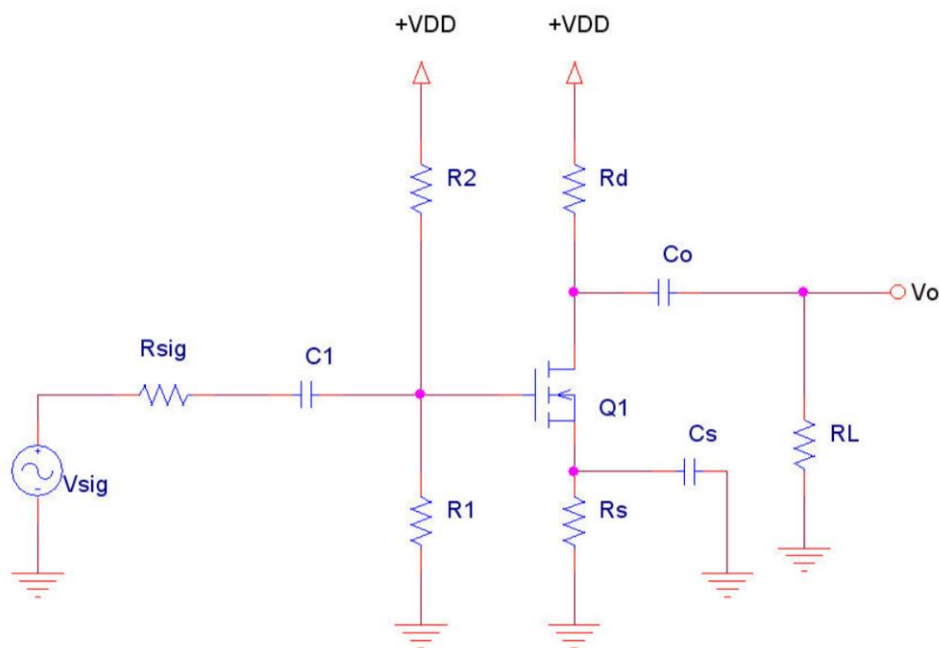 +VDD +VDD
R2 Rd
Co
Vo
Rsig C1
Q1
Cs RL
Vsig
R1 Rs